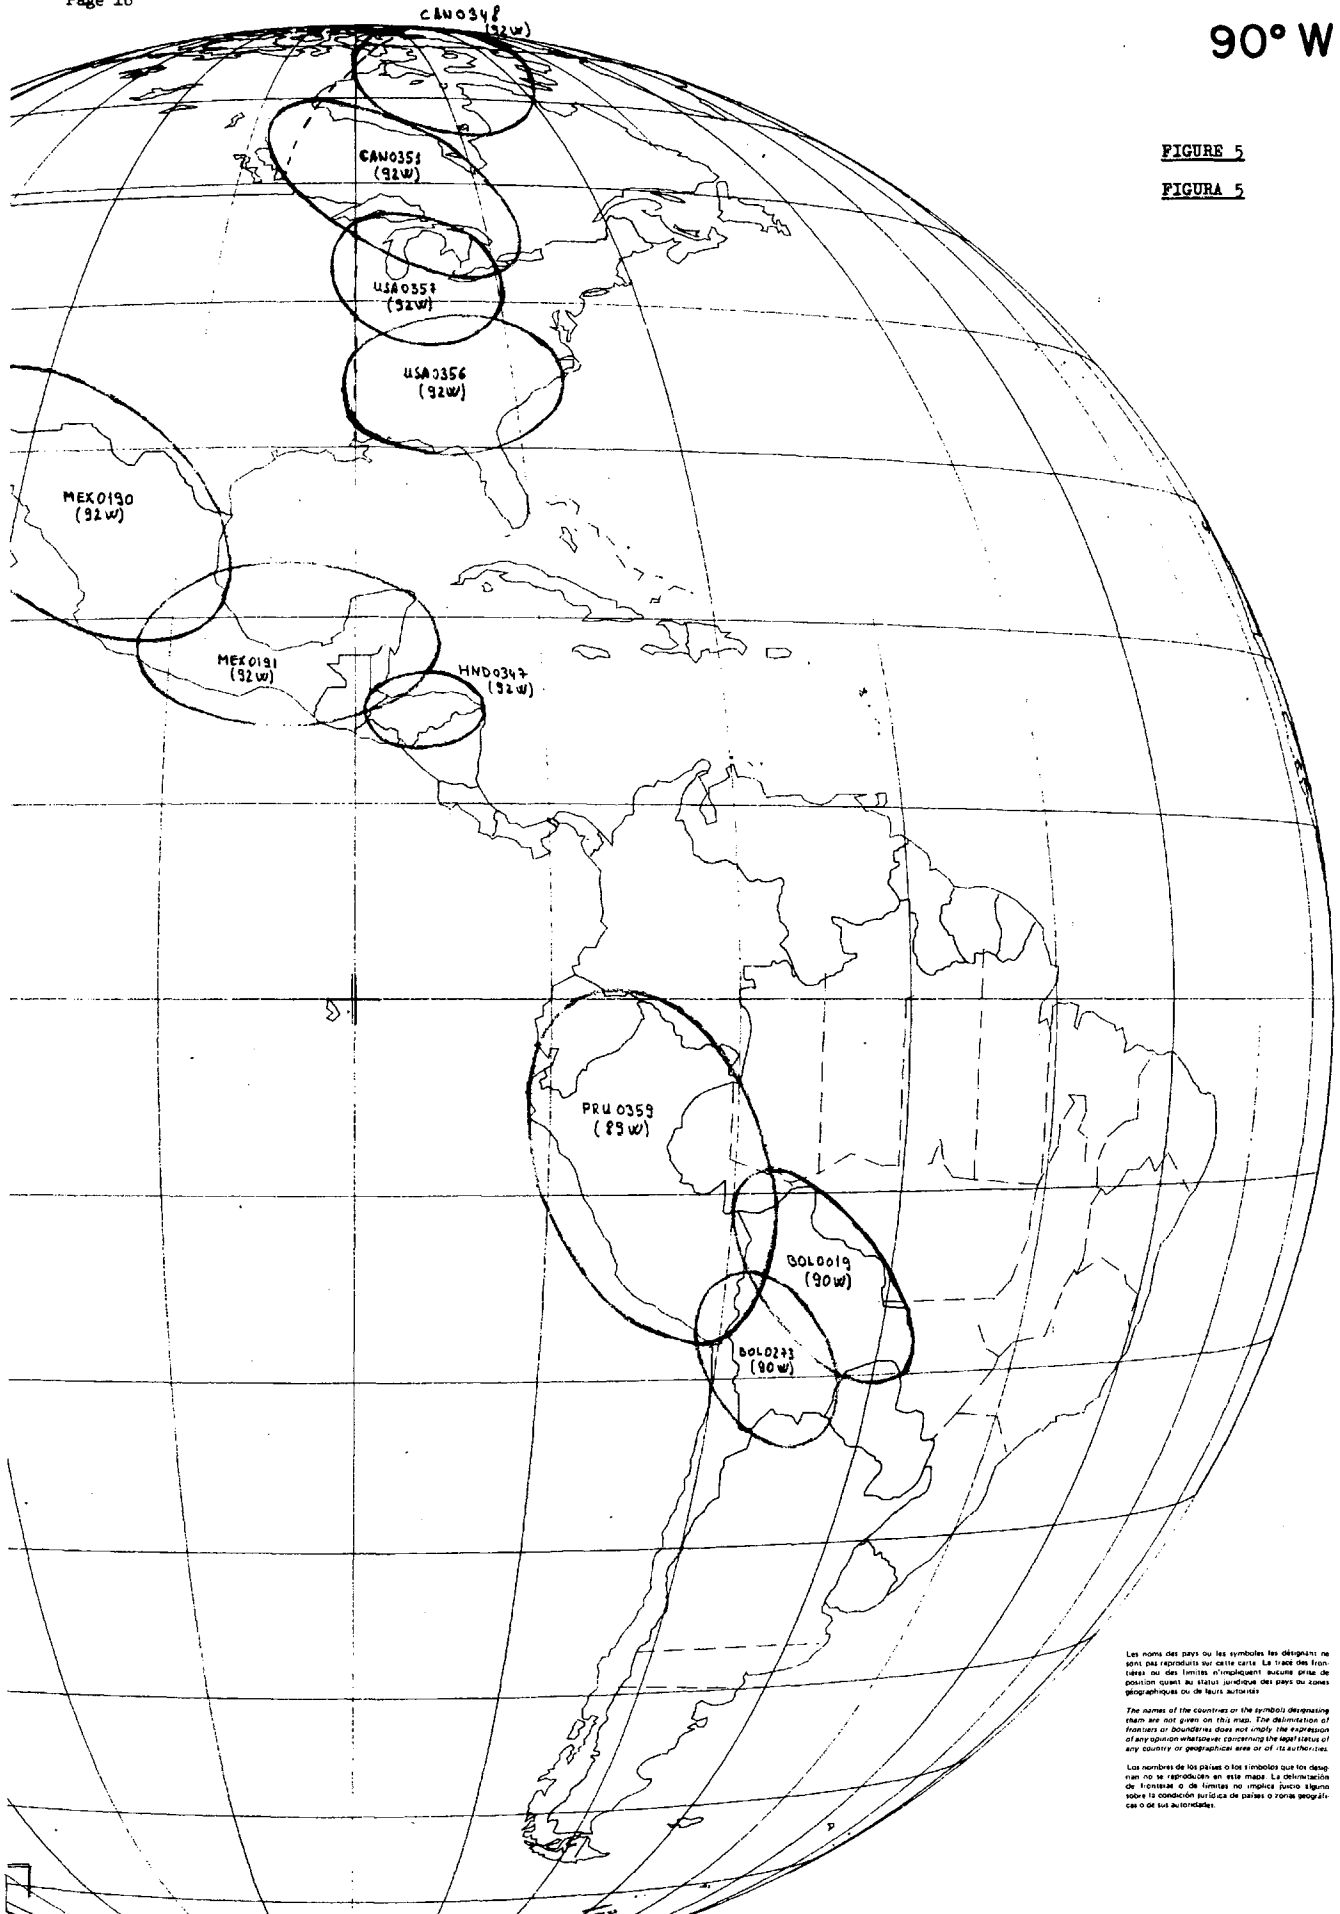 Page 16
CAN0348
(92W)
90° W
FIGURE 5
FIGURA 5
CAN0351
(92W)
USA0357
(92W)
USA0356
(92W)
MEX0190
(92W)
MEX0191
(92W)
HND0347
(92W)
PRU0359
(89W)
BOL0019
(90W)
BOL0273
(90W)
Les noms des pays ou les symboles les désignant ne
sont pas reproduits sur cette carte. Le tracé des fron-
tières ou des limites n'impliquent aucune prise de
position quant au status juridique des pays ou zones
géographiques ou de leurs autorités
The names of the countries or the symbols designating
them are not given on this map. The delimitation of
frontiers or boundaries does not imply the expression
of any opinion whatsoever concerning the legal status of
any country or geographical area or of its authorities.
Los nombres de los países o los símbolos que los desig-
nan no se reproducen en este mapa. La delimitación
de fronteras o de límites no implica juicio alguno
sobre la condición jurídica de países o zonas geográfi-
cas o de sus autoridades.